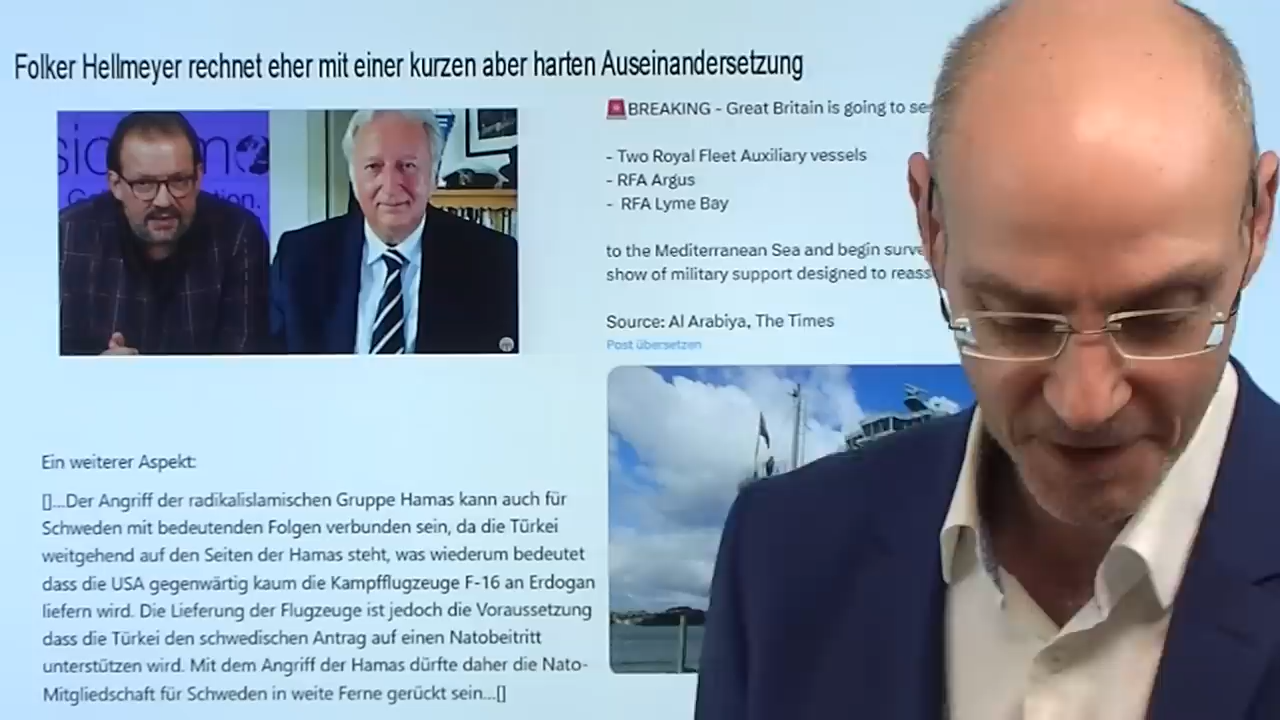 Folker Hellmeyer rechnet eher mit einer kurzen aber harten Auseinandersetzung
BREAKING - Great Britain is going to
- Two Royal Fleet Auxiliary vessels
- RFA Argus
- RFA Lyme Bay
to the Mediterranean Sea and begin
show of military support designed to
Source: Al Arabiya, The Times
Post übersetzen
Ein weiterer Aspekt:
[]...Der Angriff der radikalislamischen Gruppe Hamas kann auch für
Schweden mit bedeutenden Folgen verbunden sein, da die Türkei
weitgehend auf den Seiten der Hamas steht, was wiederum bedeutet
dass die USA gegenwärtig kaum die Kampfflugzeuge F-16 an Erdogan
liefern wird. Die Lieferung der Flugzeuge ist jedoch die Voraussetzung
dass die Türkei den schwedischen Antrag auf einen Natobeitritt
unterstützen wird. Mit dem Angriff der Hamas dürfte daher die Nato-
Mitgliedschaft für Schweden in weite Ferne gerückt sein...[]